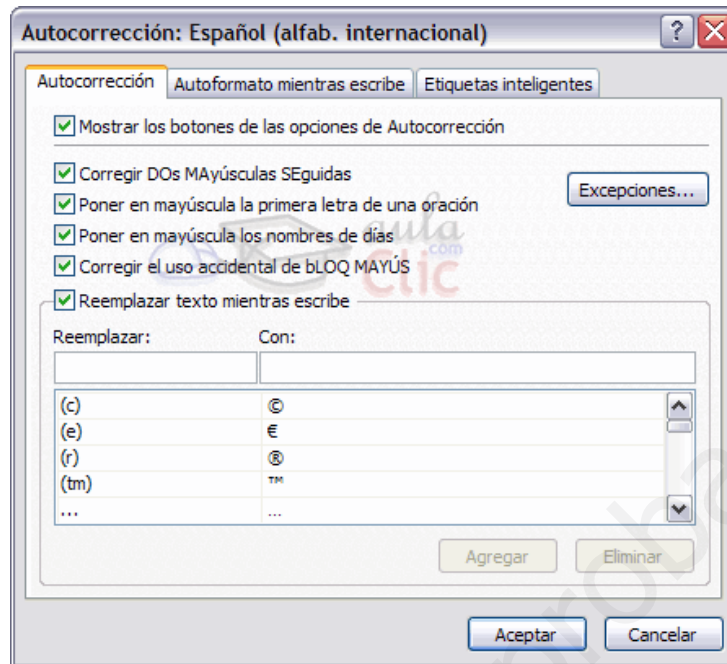 Autocorrección: Español (alfab. internacional)
Autocorrección Autoformato mientras escribe Etiquetas inteligentes
Mostrar los botones de las opciones de Autocorrección
Corregir DOs MAyúsculas SEguidas
Excepciones...
Poner en mayúscula la primera letra de una oración
Poner en mayúscula los nombres de días
Corregir el uso accidental de bLOQ MAYÚS
aula
.com
Clic
Reemplazar texto mientras escribe
Reemplazar: Con:
(c) ©
(e) €
(r) ®
(tm) ™
... …
Agregar Eliminar
Aceptar Cancelar